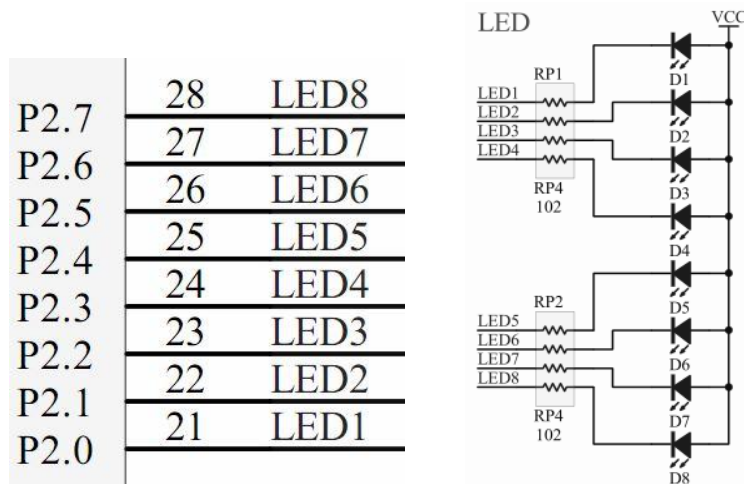 P2.7 28 LED8
P2.6 27 LED7
P2.5 26 LED6
P2.4 25 LED5
P2.3 24 LED4
P2.2 23 LED3
P2.1 22 LED2
P2.0 21 LED1
LED
VCC
RP1
LED1
LED2
LED3
LED4
RP4
102
D1
D2
D3
D4
RP2
LED5
LED6
LED7
LED8
RP4
102
D5
D6
D7
D8